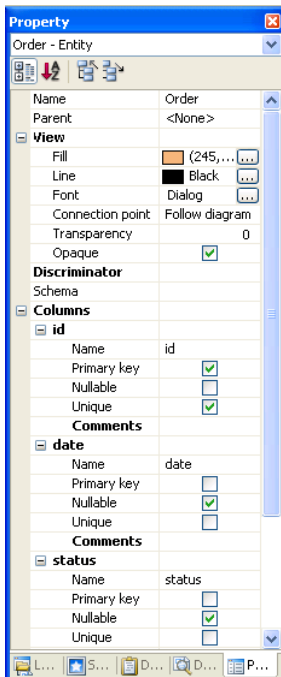 Property
Order - Entity
Name Order
Parent <None>
View
Fill (245,... ...
Line Black ...
Font Dialog ...
Connection point Follow diagram
Transparency 0
Opaque
Discriminator
Schema
Columns
id
Name id
Primary key
Nullable
Unique
Comments
date
Name date
Primary key
Nullable
Unique
Comments
status
Name status
Primary key
Nullable
Unique
L... S... D... D... P...